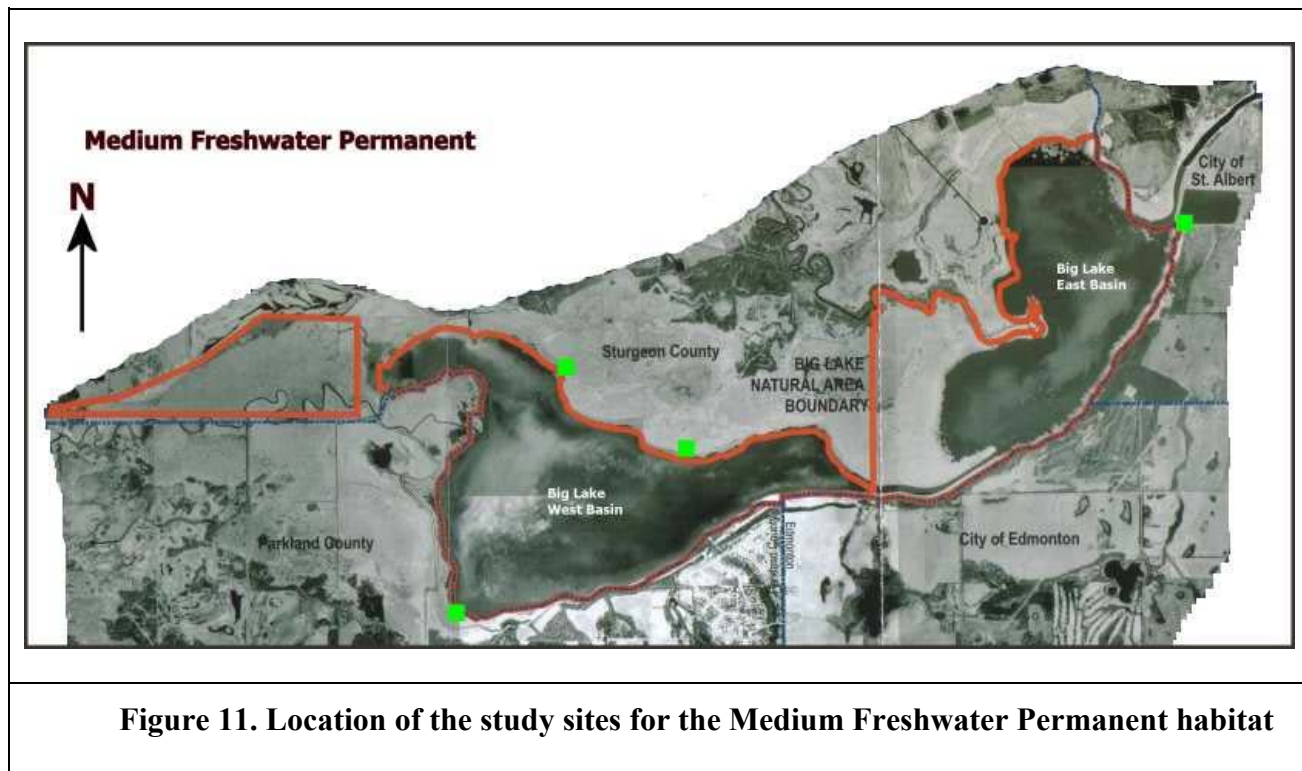 Medium Freshwater Permanent
N
City of
St. Albert
Big Lake
East Basin
Sturgeon County
BIG LAKE
NATURAL AREA
BOUNDARY
Big Lake
West Basin
Parkland County
Edmonton
City of Edmonton
Figure 11. Location of the study sites for the Medium Freshwater Permanent habitat